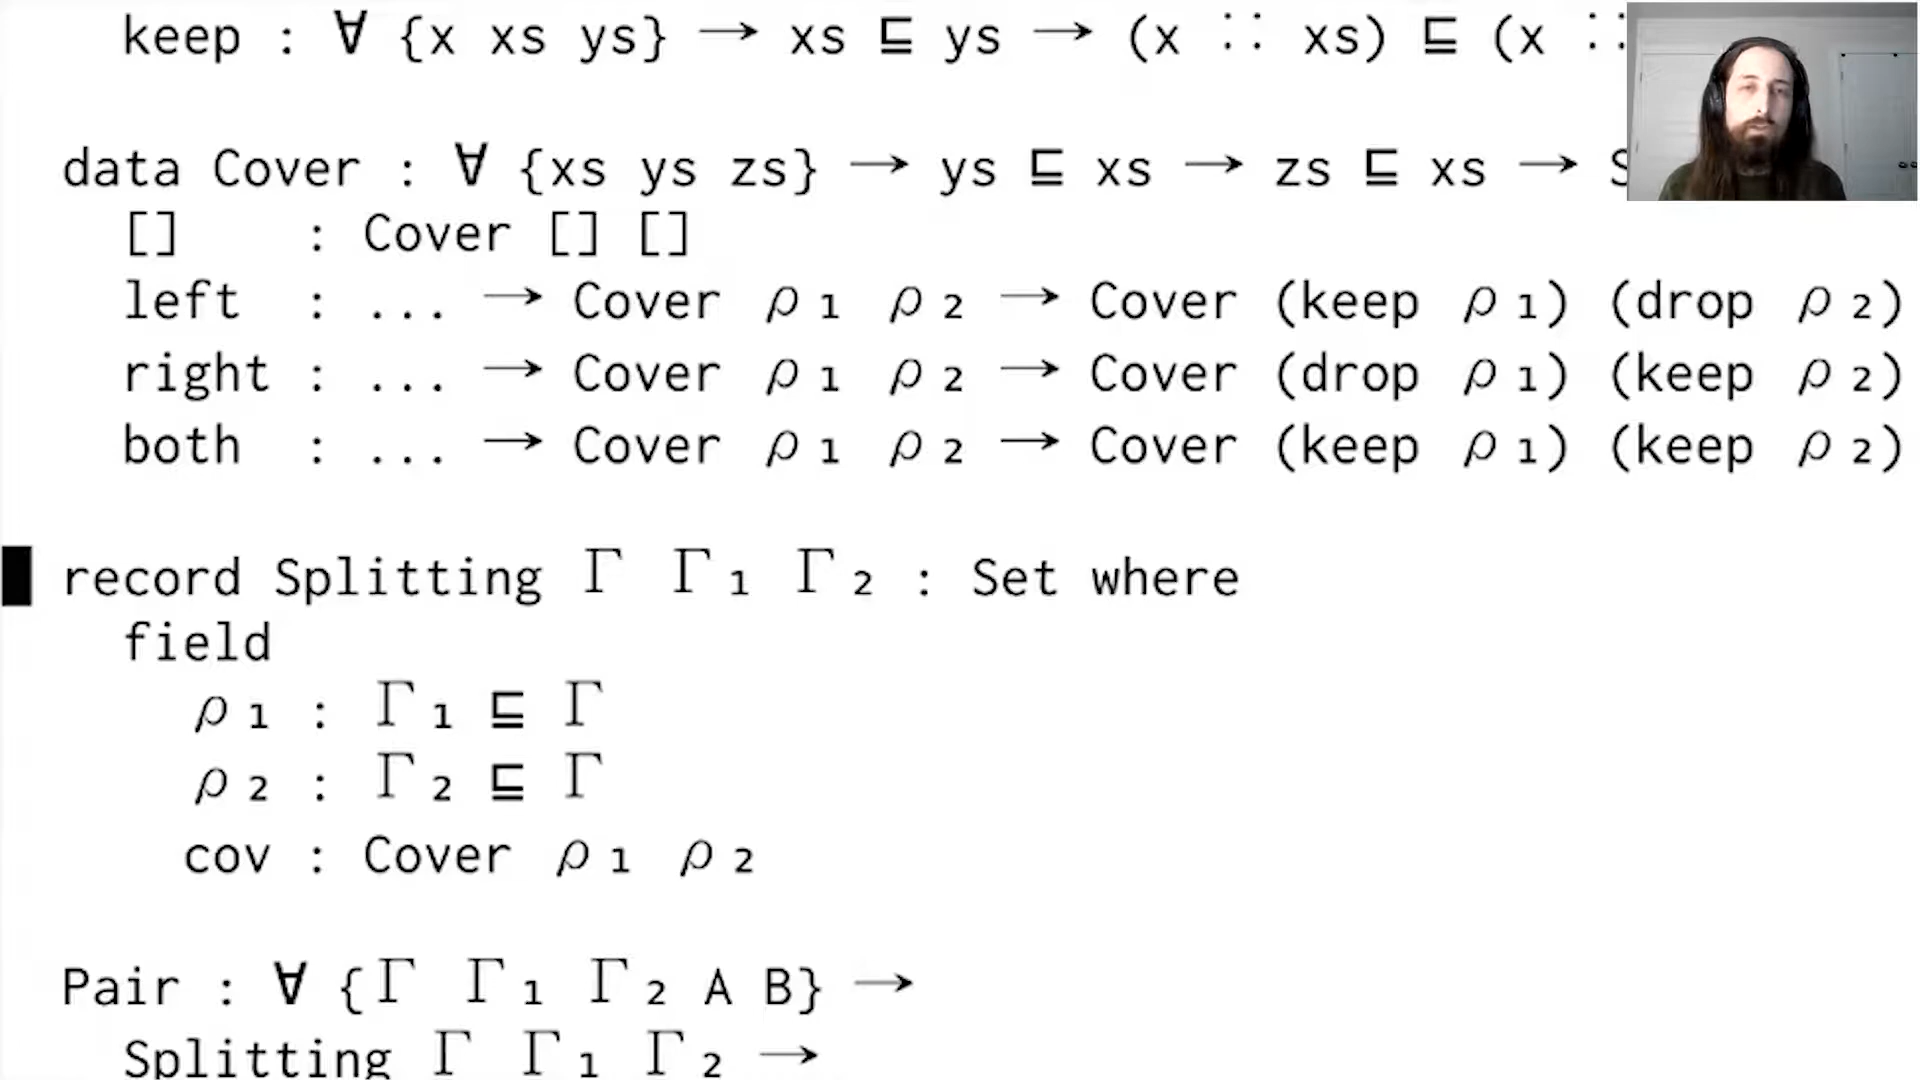 keep : ∀ {x xs ys} → xs ⊑ ys → (x ∷ xs) ⊑ (x ∷
data Cover : ∀ {xs ys zs} → ys ⊑ xs → zs ⊑ xs →
[] : Cover [] []
left : ... → Cover ρ₁ ρ₂ → Cover (keep ρ₁) (drop ρ₂)
right : ... → Cover ρ₁ ρ₂ → Cover (drop ρ₁) (keep ρ₂)
both : ... → Cover ρ₁ ρ₂ → Cover (keep ρ₁) (keep ρ₂)
record Splitting Γ Γ₁ Γ₂ : Set where
field
ρ₁ : Γ₁ ⊑ Γ
ρ₂ : Γ₂ ⊑ Γ
cov : Cover ρ₁ ρ₂
Pair : ∀ {Γ Γ₁ Γ₂ A B} →
Splitting Γ Γ₁ Γ₂ →